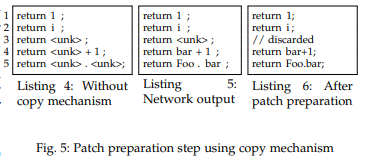 1 return 1 ;
2 return i ;
3 return <unk> ;
4 return <unk> + 1 ;
5 return <unk> . <unk>;
Listing 4: Without
copy mechanism
return 1 ;
return i ;
return <unk> ;
return bar + 1 ;
return Foo . bar ;
Listing 5:
Network output
return 1;
return i;
// discarded
return bar+1;
return Foo.bar;
Listing 6: After
patch preparation
Fig. 5: Patch preparation step using copy mechanism